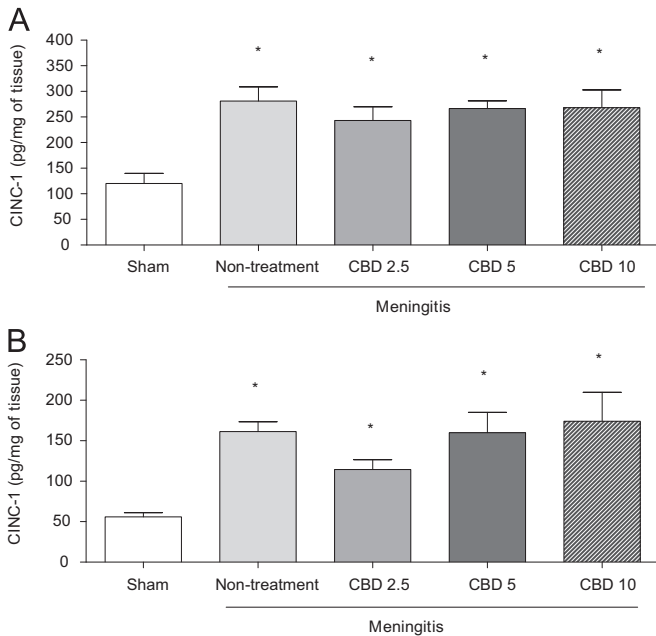 A
CINC-1 (pg/mg of tissue)
400
350
300
250
200
150
100
50
0
* * * *
Sham Non-treatment CBD 2.5 CBD 5 CBD 10
Meningitis
B
CINC-1 (pg/mg of tissue)
250
200
150
100
50
0
* * * *
Sham Non-treatment CBD 2.5 CBD 5 CBD 10
Meningitis